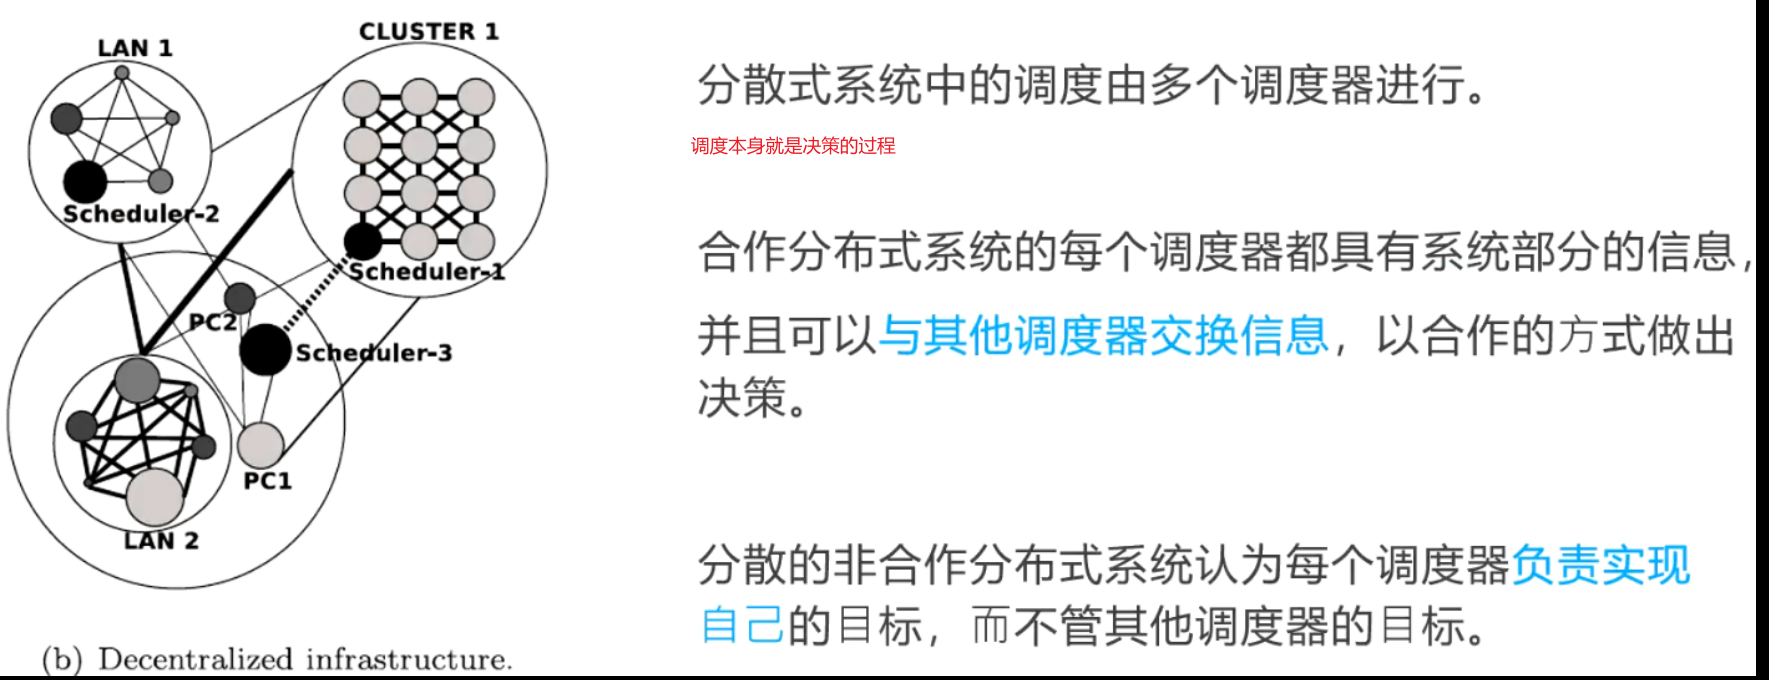 CLUSTER 1
LAN 1
Scheduler-2
Scheduler-1
PC2
Scheduler-3
PC1
LAN 2
(b) Decentralized infrastructure.
分散式系统中的调度由多个调度器进行。
调度本身就是决策的过程
合作分布式系统的每个调度器都具有系统部分的信息，
并且可以与其他调度器交换信息，以合作的方式做出
决策。
分散的非合作分布式系统认为每个调度器负责实现
自己的目标，而不管其他调度器的目标。